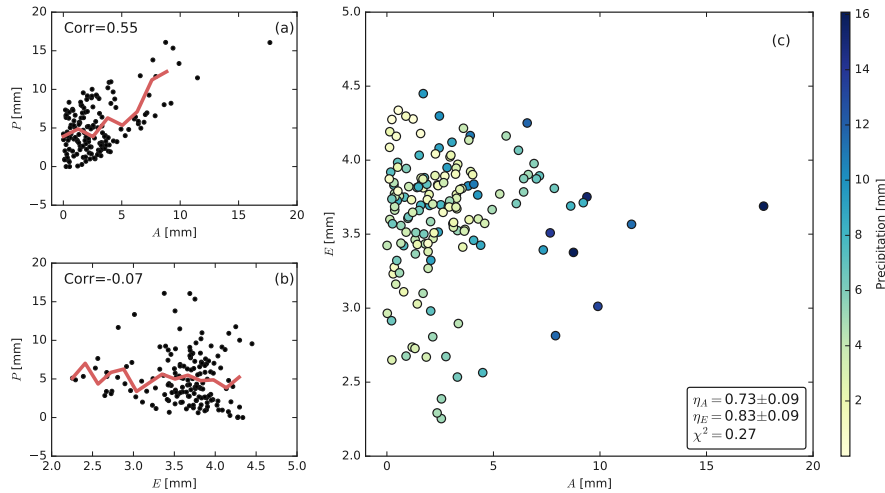 Corr=0.55
(a)
20
15
10
5
0
−5
P [mm]
0 5 10 15 20
A [mm]
Corr=-0.07
(b)
20
15
10
5
0
−5
P [mm]
2.0 2.5 3.0 3.5 4.0 4.5 5.0
E [mm]
(c)
5.0
4.5
4.0
3.5
3.0
2.5
2.0
E [mm]
0 5 10 15 20
A [mm]
η_A = 0.73±0.09
η_E = 0.83±0.09
χ² = 0.27
16
14
12
10
8
6
4
2
Precipitation [mm]